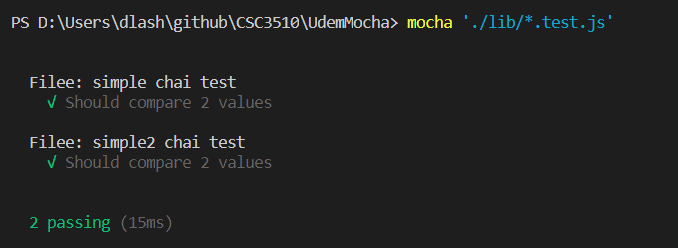 PS D:\Users\dlash\github\CSC3510\UdemMocha> mocha './lib/*.test.js'
Filee: simple chai test
√ Should compare 2 values
Filee: simple2 chai test
√ Should compare 2 values
2 passing (15ms)